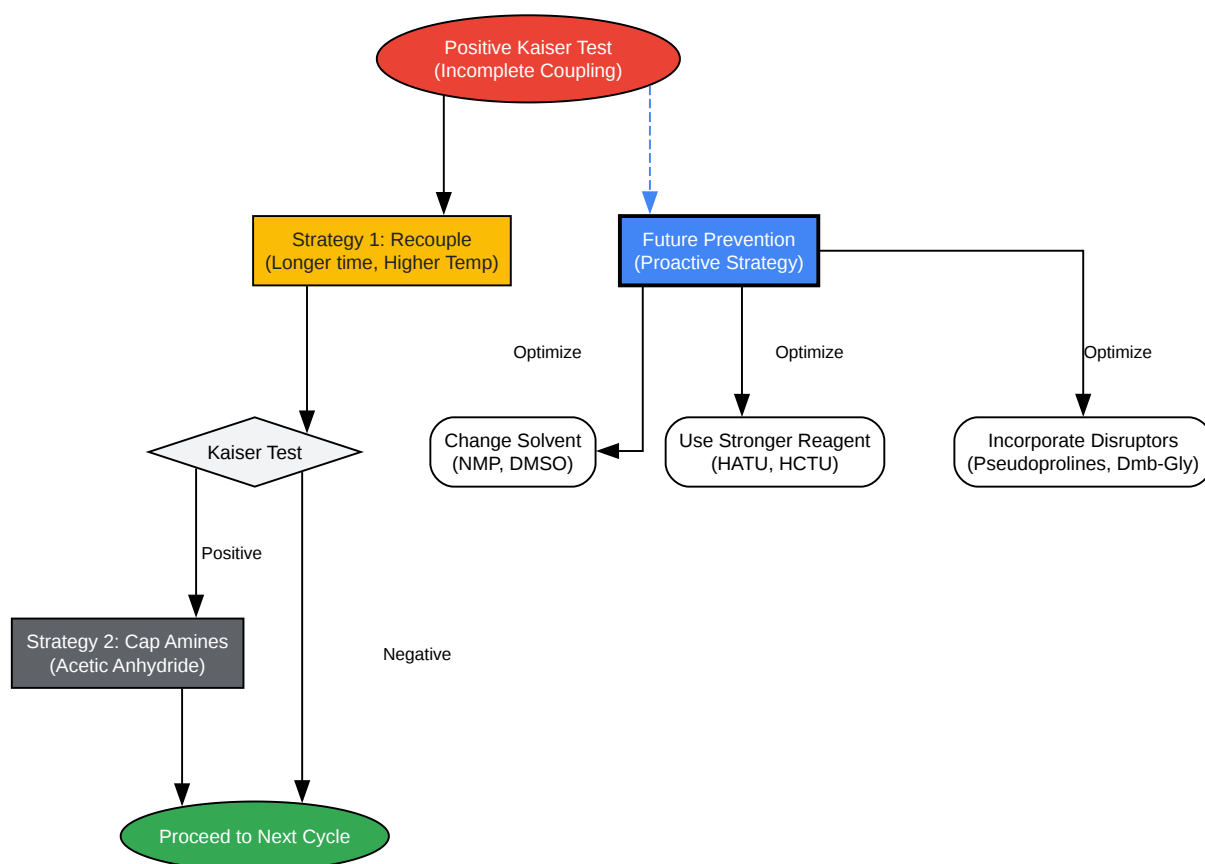 Positive Kaiser Test
(Incomplete Coupling)
Strategy 1: Recouple
(Longer time, Higher Temp)
Future Prevention
(Proactive Strategy)
Optimize
Optimize
Optimize
Kaiser Test
Change Solvent
(NMP, DMSO)
Use Stronger Reagent
(HATU, HCTU)
Incorporate Disruptors
(Pseudoprolines, Dmb-Gly)
Positive
Strategy 2: Cap Amines
(Acetic Anhydride)
Negative
Proceed to Next Cycle